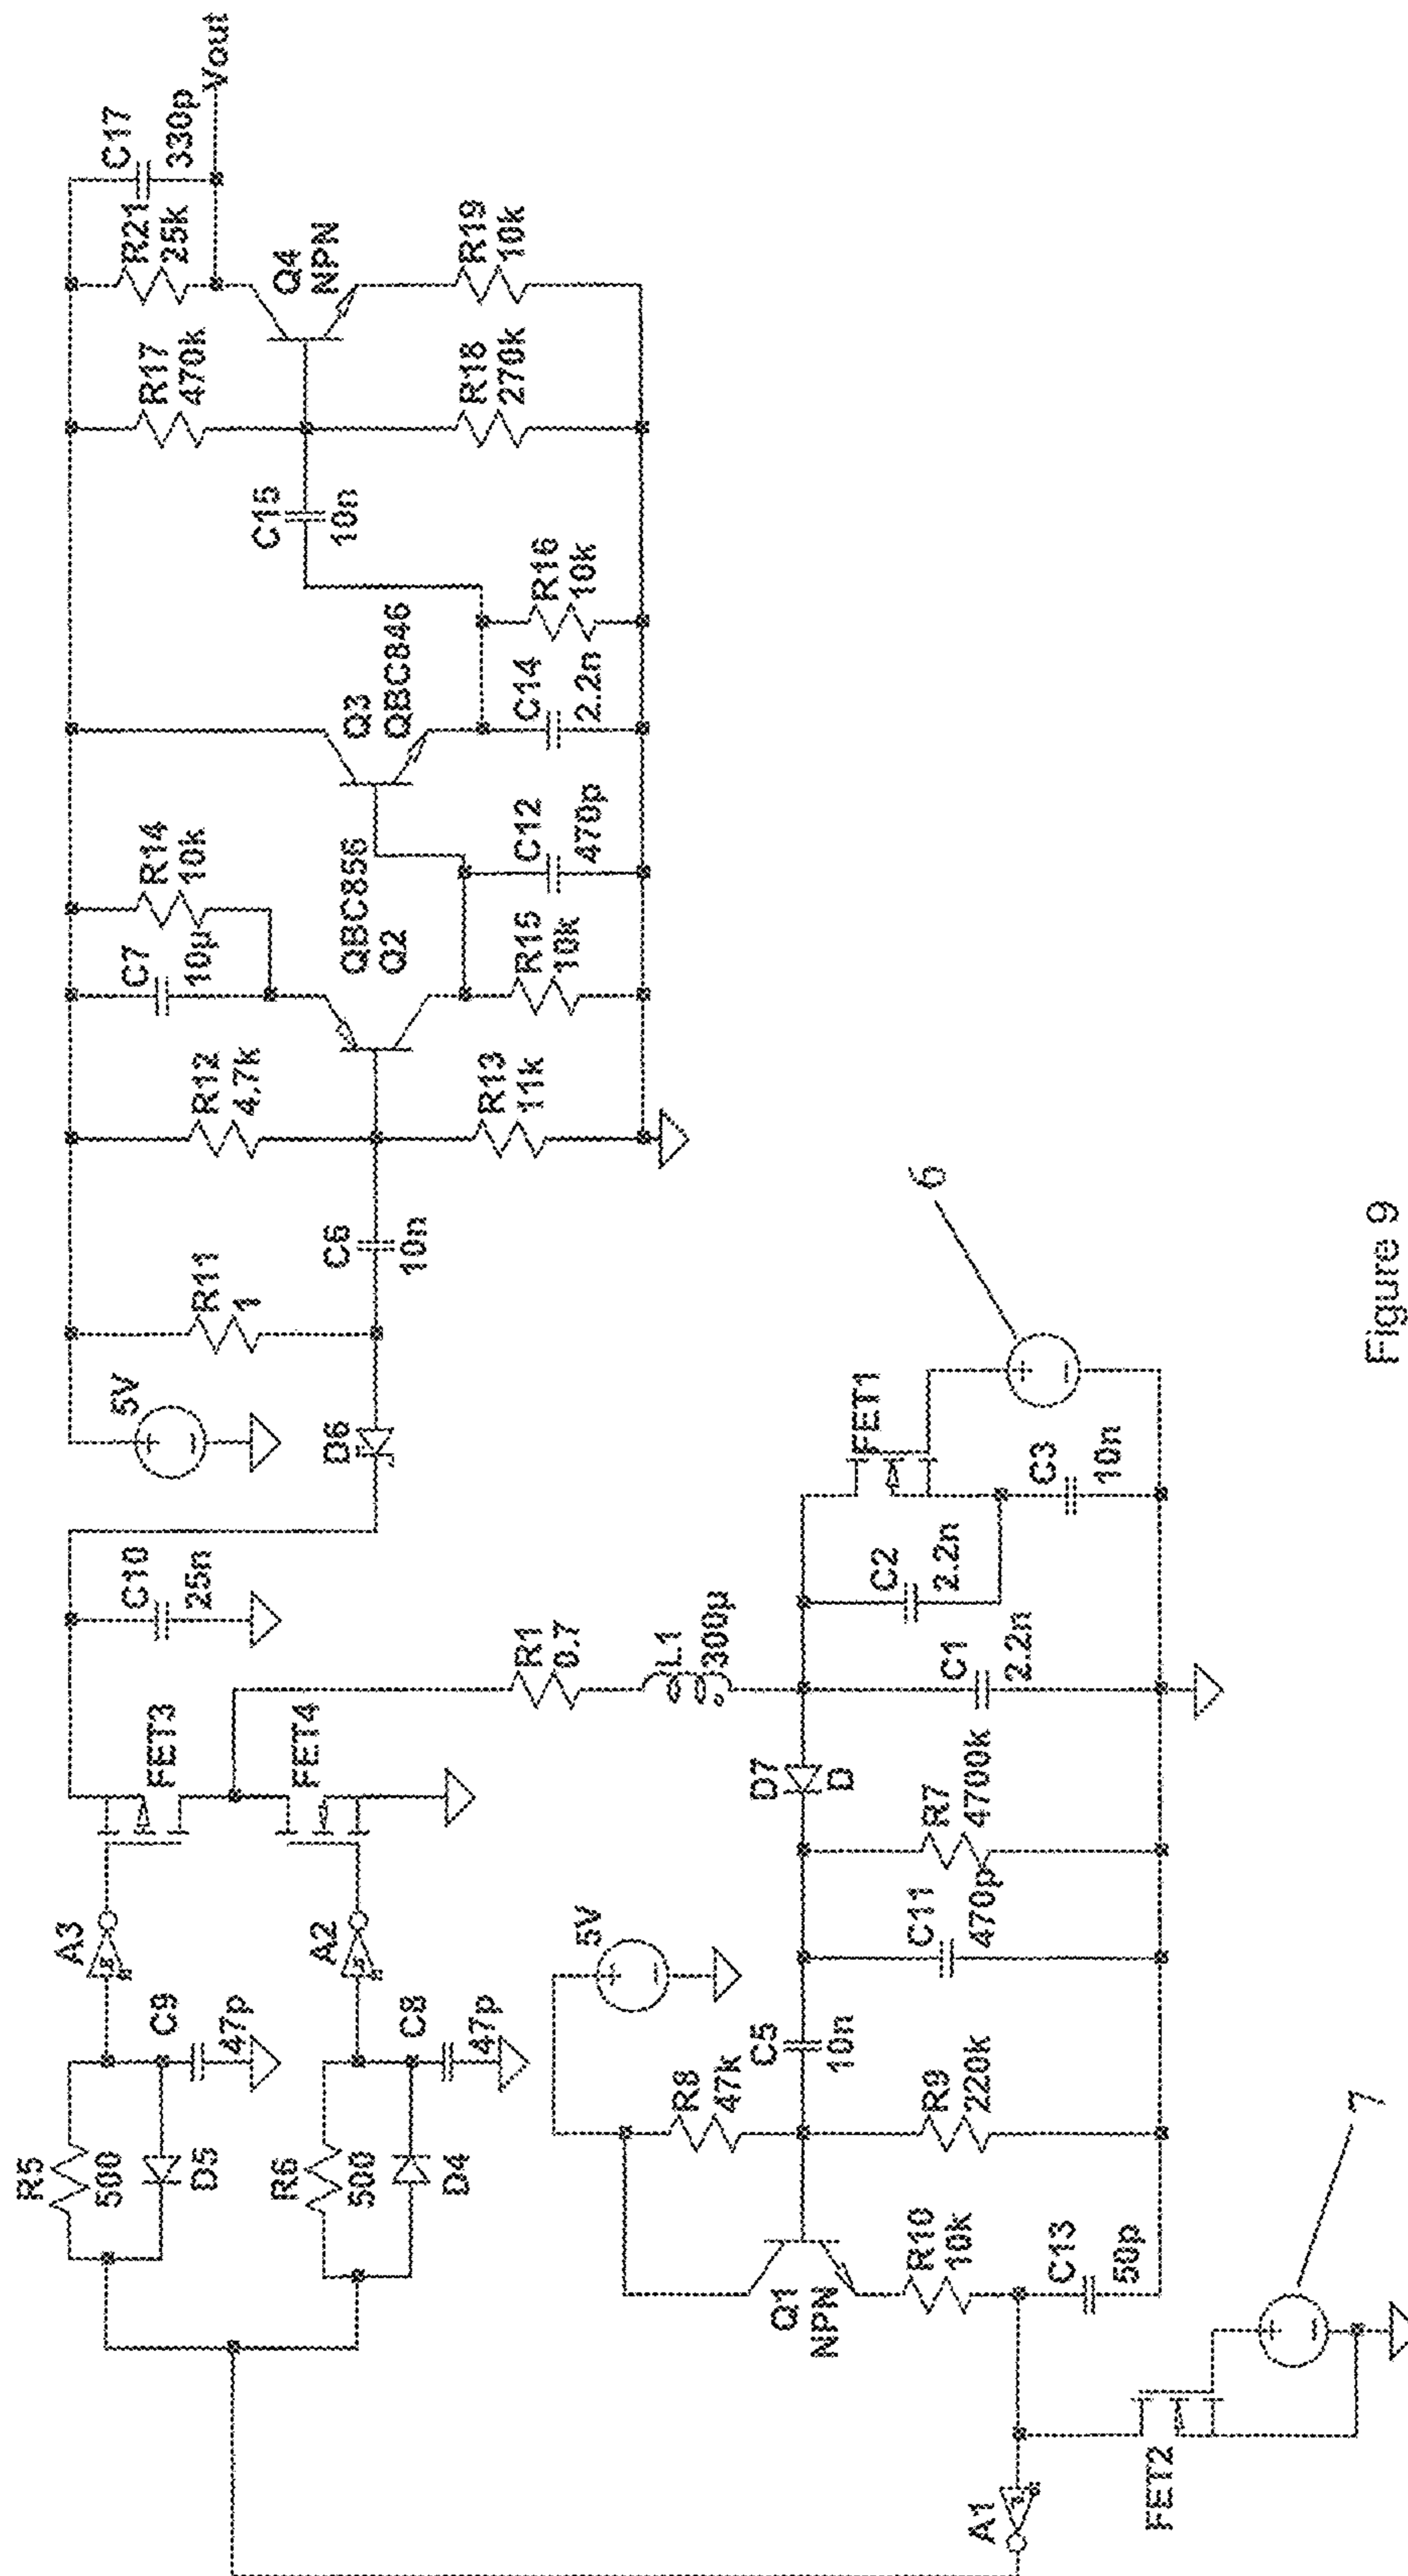 R5
500
D5
C9
47p
A3
FET3
C10
25n
R6
500
D4
C8
47p
A2
FET4
D6
5V
R11
1
C6
10n
R12
4.7k
R13
11k
C7
10µ
R14
10k
QBC856
Q2
R15
10k
C12
470p
Q3
QBC846
C14
2.2n
R16
10k
C15
10n
R17
470k
R18
270k
Q4
NPN
R19
10k
R21
25k
C17
330p
Vout
A1
FET2
7
Q1
NPN
R10
10k
C13
50p
R8
47k
R9
220k
5V
C5
10n
C11
470p
R7
4700k
D7
D
R1
0.7
L1
300µ
C1
2.2n
C2
2.2n
C3
10n
FET1
6
Figure 9